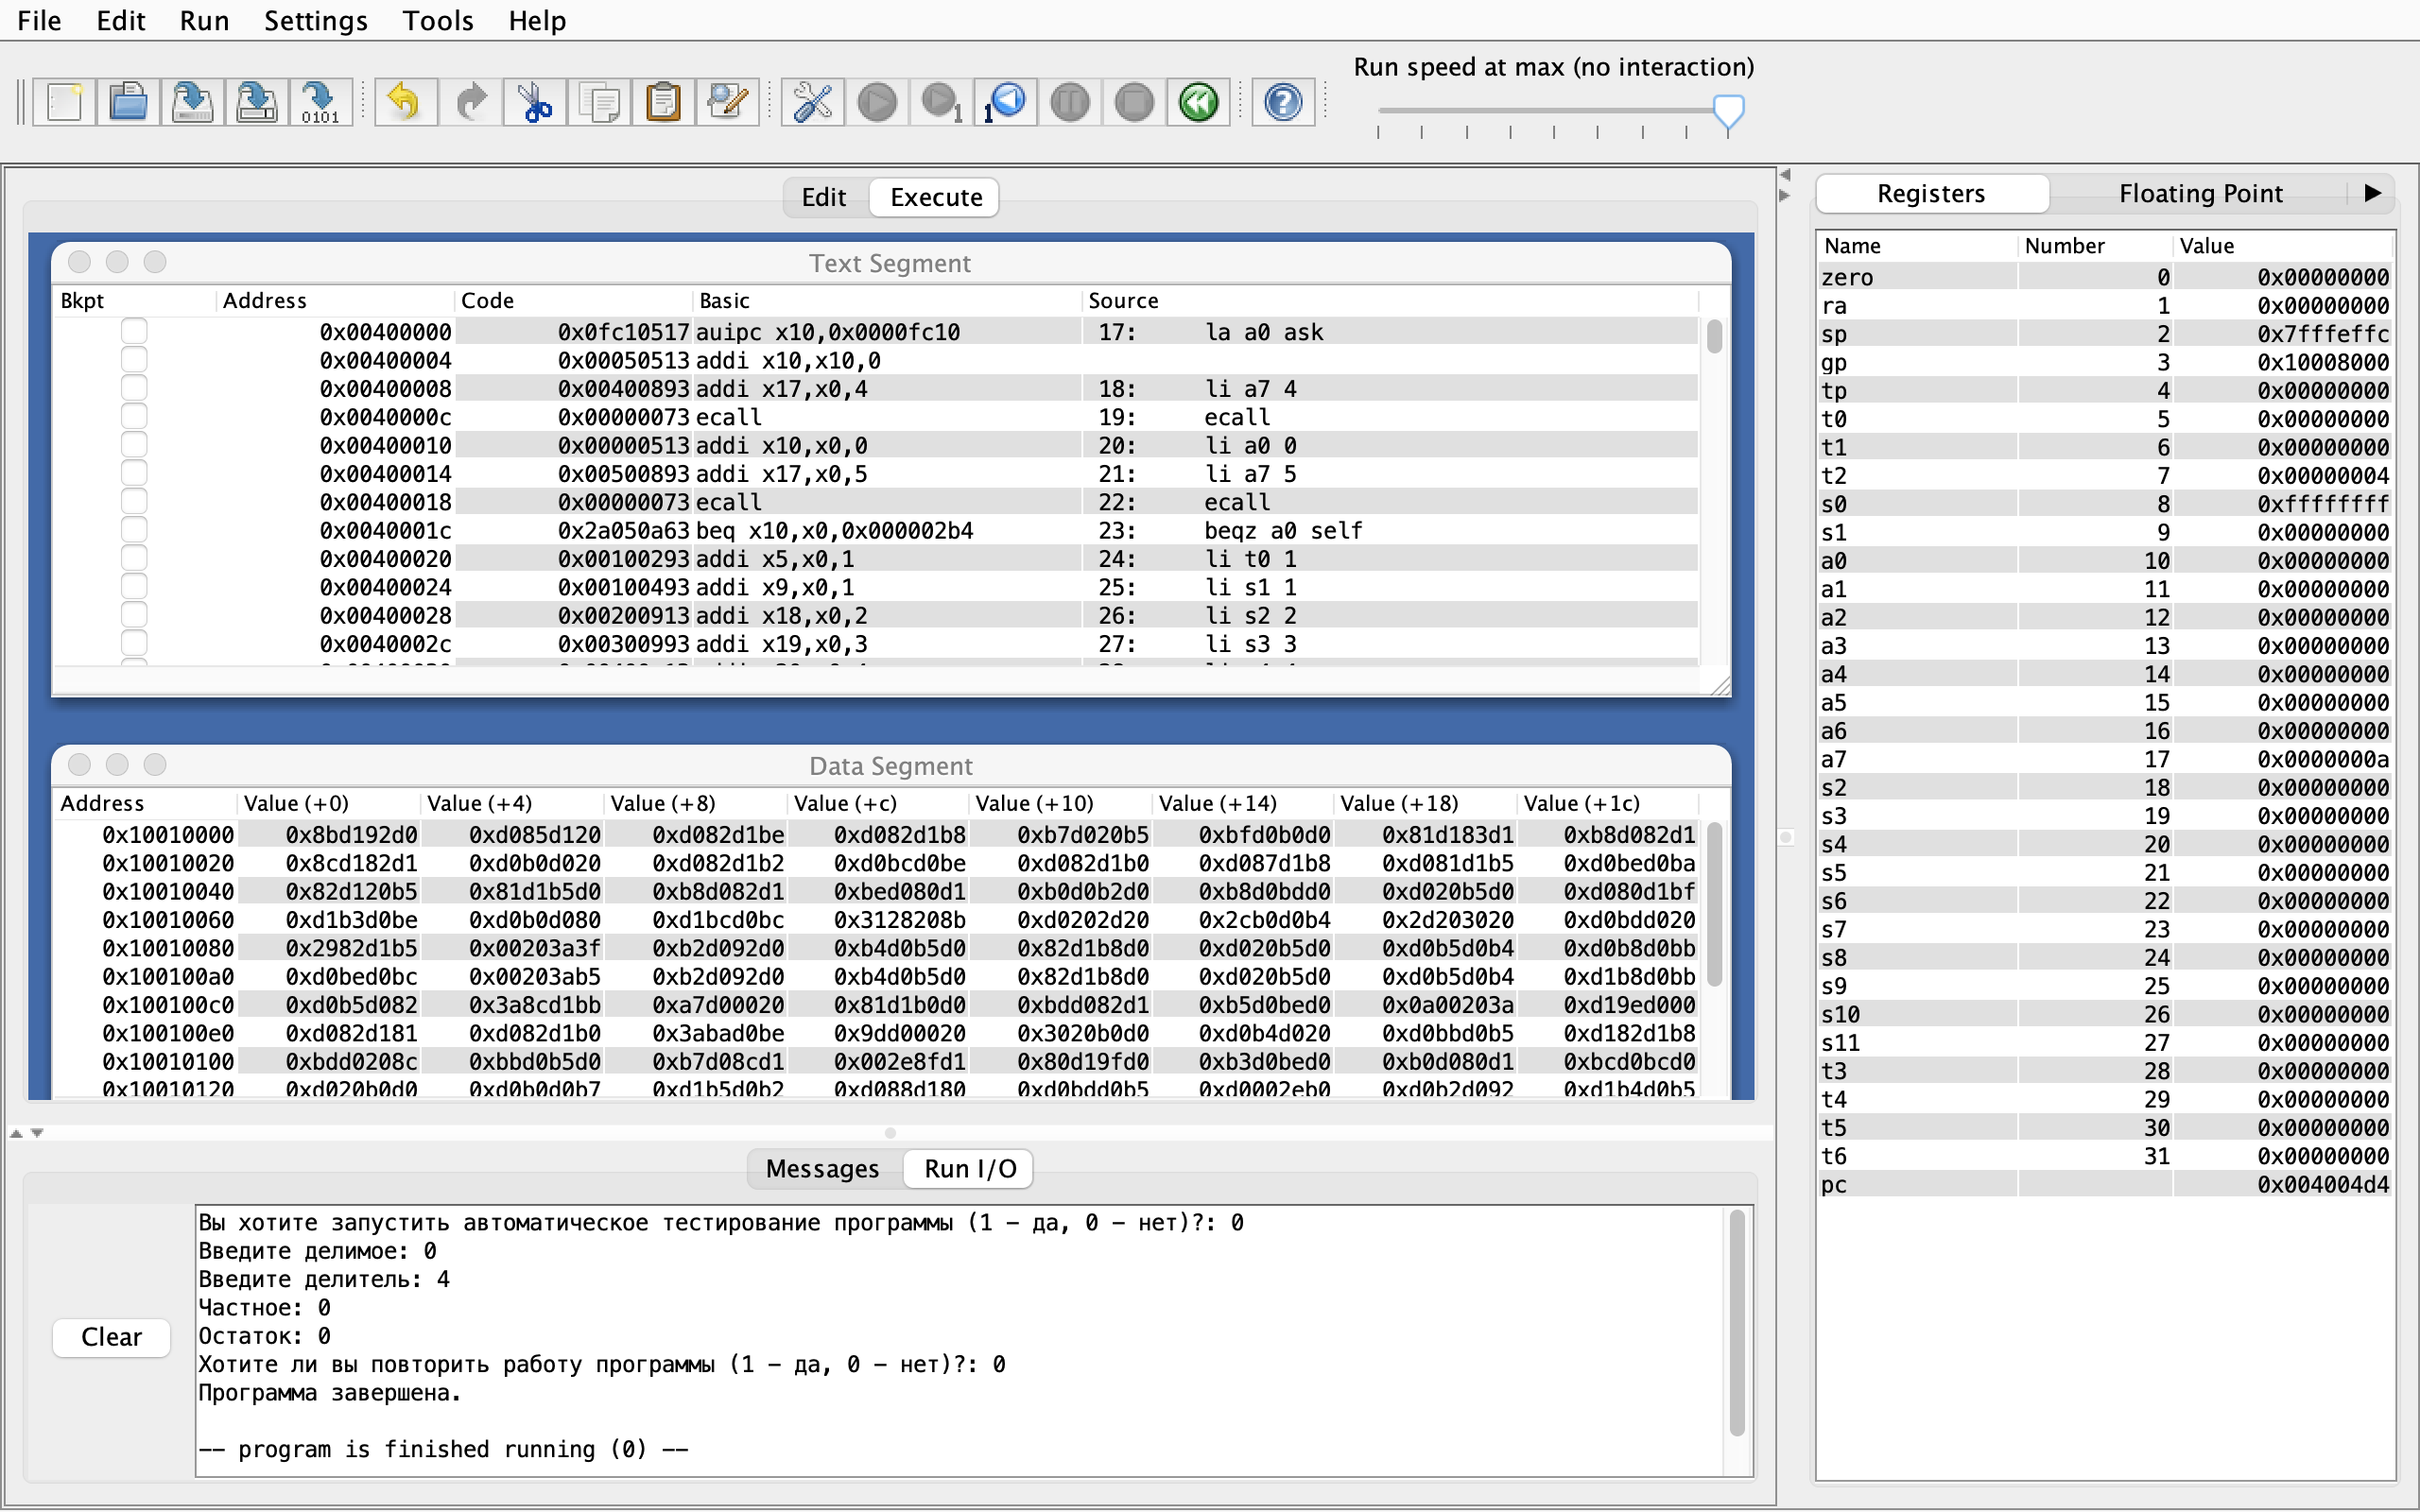 File Edit Run Settings Tools Help
Run speed at max (no interaction)
0101 1 1 ?
Edit Execute
Registers Floating Point
Text Segment
Bkpt Address Code Basic Source
0x00400000 0x0fc10517 auipc x10,0x0000fc10 17: la a0 ask
0x00400004 0x00050513 addi x10,x10,0
0x00400008 0x00400893 addi x17,x0,4 18: li a7 4
0x0040000c 0x00000073 ecall 19: ecall
0x00400010 0x00000513 addi x10,x0,0 20: li a0 0
0x00400014 0x00500893 addi x17,x0,5 21: li a7 5
0x00400018 0x00000073 ecall 22: ecall
0x0040001c 0x2a050a63 beq x10,x0,0x000002b4 23: beqz a0 self
0x00400020 0x00100293 addi x5,x0,1 24: li t0 1
0x00400024 0x00100493 addi x9,x0,1 25: li s1 1
0x00400028 0x00200913 addi x18,x0,2 26: li s2 2
0x0040002c 0x00300993 addi x19,x0,3 27: li s3 3
Data Segment
Address Value (+0) Value (+4) Value (+8) Value (+c) Value (+10) Value (+14) Value (+18) Value (+1c)
0x10010000 0x8bd192d0 0xd085d120 0xd082d1be 0xd082d1b8 0xb7d020b5 0xbfd0b0d0 0x81d183d1 0xb8d082d1
0x10010020 0x8cd182d1 0xd0b0d020 0xd082d1b2 0xd0bcd0be 0xd082d1b0 0xd087d1b8 0xd081d1b5 0xd0bed0ba
0x10010040 0x82d120b5 0x81d1b5d0 0xb8d082d1 0xbed080d1 0xb0d0b2d0 0xb8d0bdd0 0xd020b5d0 0xd080d1bf
0x10010060 0xd1b3d0be 0xd0b0d080 0xd1bcd0bc 0x3128208b 0xd0202d20 0x2cb0d0b4 0x2d203020 0xd0bdd020
0x10010080 0x2982d1b5 0x00203a3f 0xb2d092d0 0xb4d0b5d0 0x82d1b8d0 0xd020b5d0 0xd0b5d0b4 0xd0b8d0bb
0x100100a0 0xd0bed0bc 0x00203ab5 0xb2d092d0 0xb4d0b5d0 0x82d1b8d0 0xd020b5d0 0xd0b5d0b4 0xd1b8d0bb
0x100100c0 0xd0b5d082 0x3a8cd1bb 0xa7d00020 0x81d1b0d0 0xbdd082d1 0xb5d0bed0 0x0a00203a 0xd19ed000
0x100100e0 0xd082d181 0xd082d1b0 0x3abad0be 0x9dd00020 0x3020b0d0 0xd0b4d020 0xd0bbd0b5 0xd182d1b8
0x10010100 0xbdd0208c 0xbbd0b5d0 0xb7d08cd1 0x002e8fd1 0x80d19fd0 0xb3d0bed0 0xb0d080d1 0xbcd0bcd0
0x10010120 0xd020b0d0 0xd0b0d0b7 0xd1b5d0b2 0xd088d180 0xd0bdd0b5 0xd0002eb0 0xd0b2d092 0xd1b4d0b5
Name Number Value
zero 0 0x00000000
ra 1 0x00000000
sp 2 0x7fffeffc
gp 3 0x10008000
tp 4 0x00000000
t0 5 0x00000000
t1 6 0x00000000
t2 7 0x00000004
s0 8 0xffffffff
s1 9 0x00000000
a0 10 0x00000000
a1 11 0x00000000
a2 12 0x00000000
a3 13 0x00000000
a4 14 0x00000000
a5 15 0x00000000
a6 16 0x00000000
a7 17 0x0000000a
s2 18 0x00000000
s3 19 0x00000000
s4 20 0x00000000
s5 21 0x00000000
s6 22 0x00000000
s7 23 0x00000000
s8 24 0x00000000
s9 25 0x00000000
s10 26 0x00000000
s11 27 0x00000000
t3 28 0x00000000
t4 29 0x00000000
t5 30 0x00000000
t6 31 0x00000000
pc 0x004004d4
Messages Run I/O
Clear
Вы хотите запустить автоматическое тестирование программы (1 – да, 0 – нет)?: 0
Введите делимое: 0
Введите делитель: 4
Частное: 0
Остаток: 0
Хотите ли вы повторить работу программы (1 – да, 0 – нет)?: 0
Программа завершена.
-- program is finished running (0) --